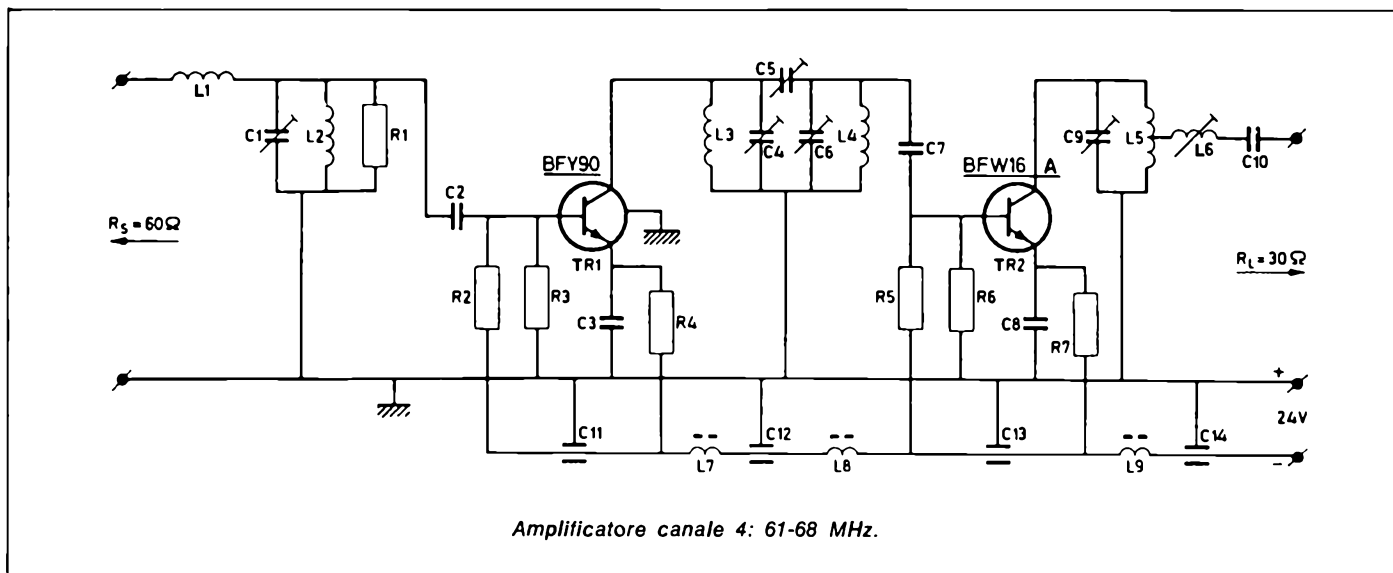 L1
C1
L2
R1
C2
R2
R3
BFY90
TR1
C3
R4
C5
L3
C4
C6
L4
C7
BFW16 A
TR2
R5
R6
C8
R7
C9
L5
L6
C10
RS = 60Ω
RL = 30Ω
+
24V
-
C11
L7
C12
L8
C13
L9
C14
Amplificatore canale 4: 61-68 MHz.